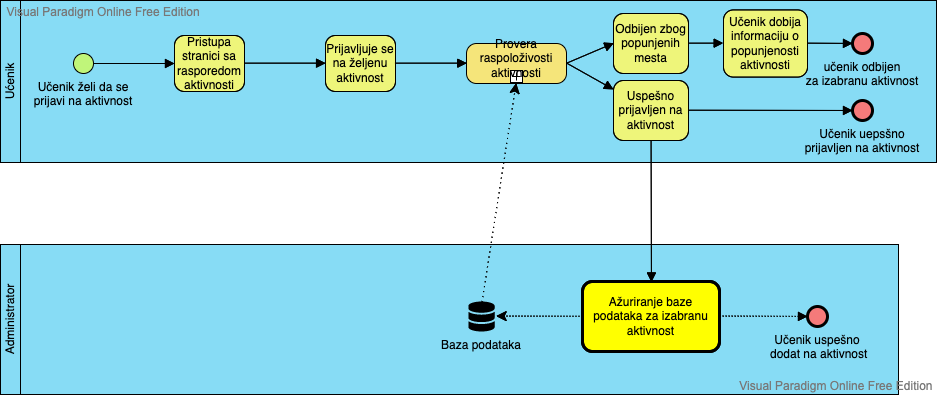 Visual Paradigm Online Free Edition
Učenik
Učenik želi da se
prijavi na aktivnost
Pristupa
stranici sa
rasporedom
aktivnosti
Prijavljuje se
na željenu
aktivnost
Provera
raspoloživosti
aktivnosti
Odbijen zbog
popunjenih
mesta
Učenik dobija
informaciju o
popunjenosti
aktivnosti
učenik odbijen
za izabranu aktivnost
Uspešno
prijavljen na
aktivnost
Učenik uepsšno
prijavljen na aktivnost
Administrator
Baza podataka
Ažuriranje baze
podataka za izabranu
aktivnost
Učenik uspešno
dodat na aktivnost
Visual Paradigm Online Free Edition